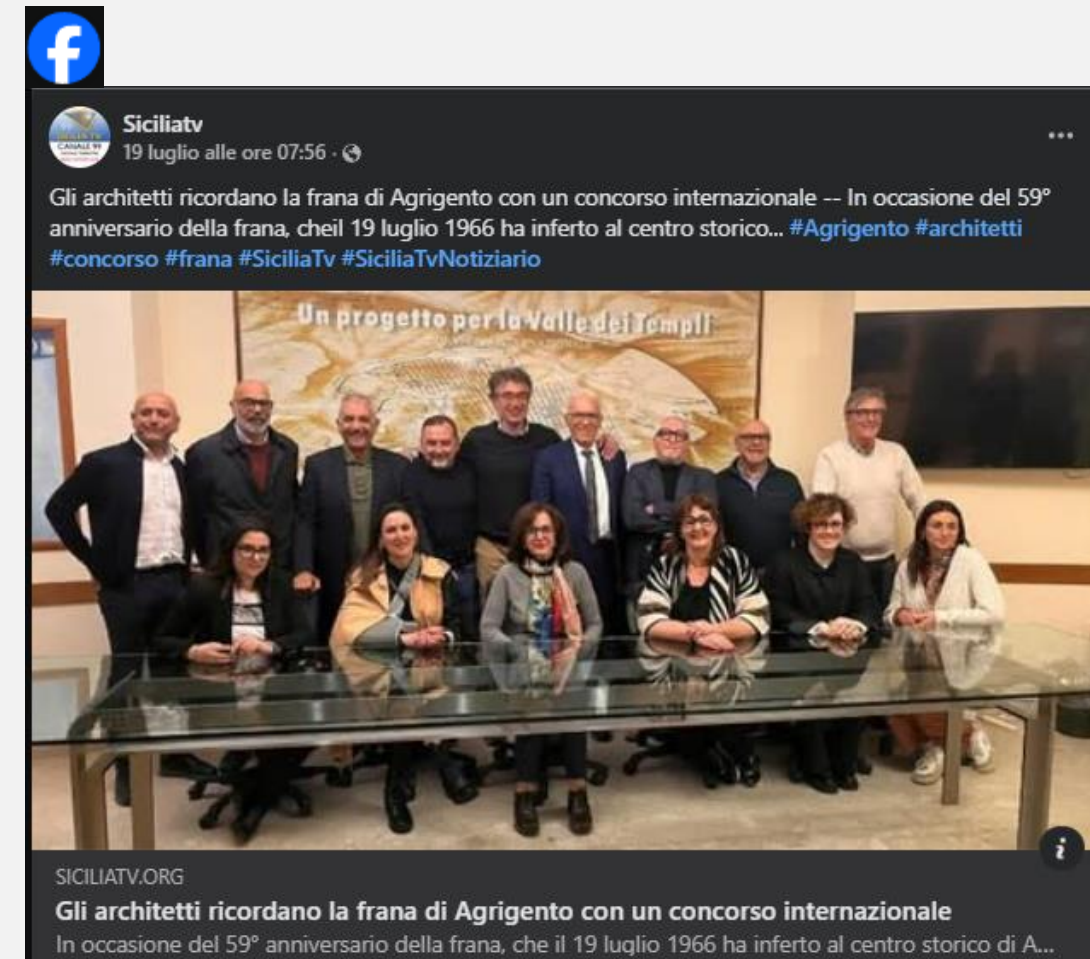 Siciliatv
CANALE 99
19 luglio alle ore 07:56
Gli architetti ricordano la frana di Agrigento con un concorso internazionale -- In occasione del 59°
anniversario della frana, cheil 19 luglio 1966 ha inferto al centro storico... #Agrigento #architetti
#concorso #frana #SiciliaTv #SiciliaTvNotiziario
Un progetto per la Valle dei Templi
SICILIATV.ORG
Gli architetti ricordano la frana di Agrigento con un concorso internazionale
In occasione del 59° anniversario della frana, che il 19 luglio 1966 ha inferto al centro storico di A...